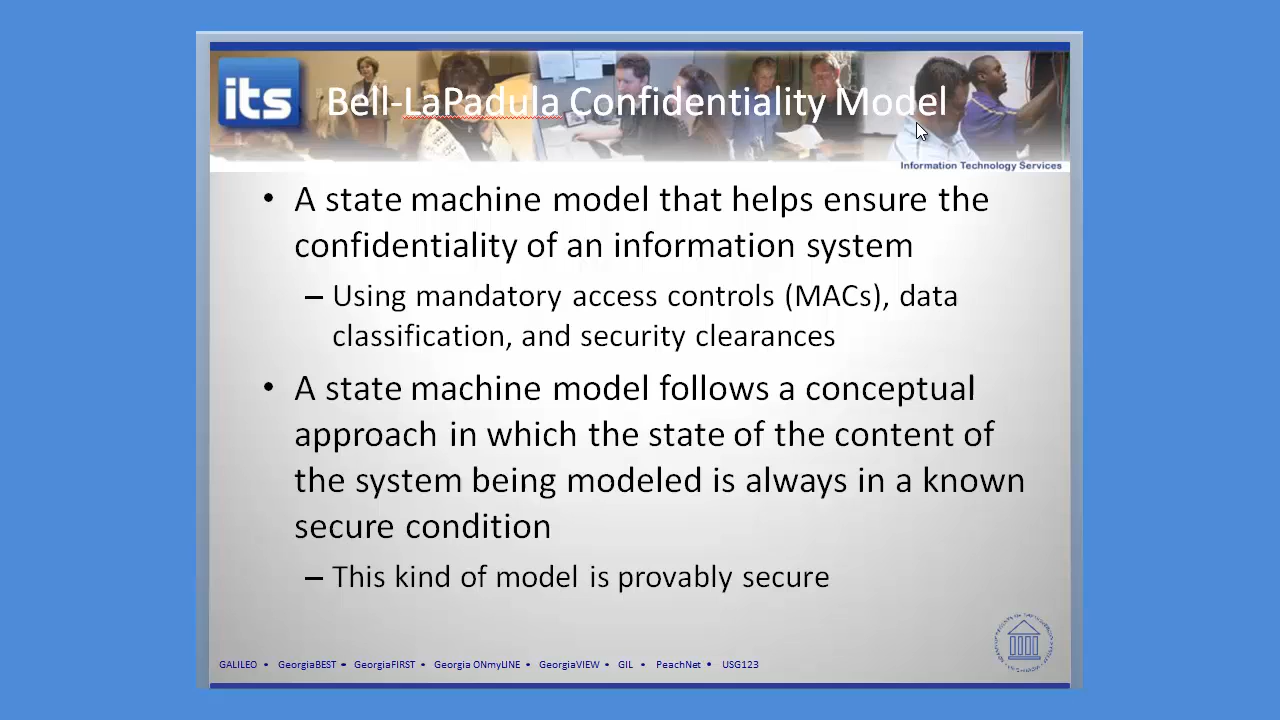 its
Bell-LaPadula Confidentiality Model
Information Technology Services
• A state machine model that helps ensure the
confidentiality of an information system
– Using mandatory access controls (MACs), data
classification, and security clearances
• A state machine model follows a conceptual
approach in which the state of the content of
the system being modeled is always in a known
secure condition
– This kind of model is provably secure
GALILEO • GeorgiaBEST • GeorgiaFIRST • Georgia ONmyLINE • GeorgiaVIEW • GIL • PeachNet • USG123